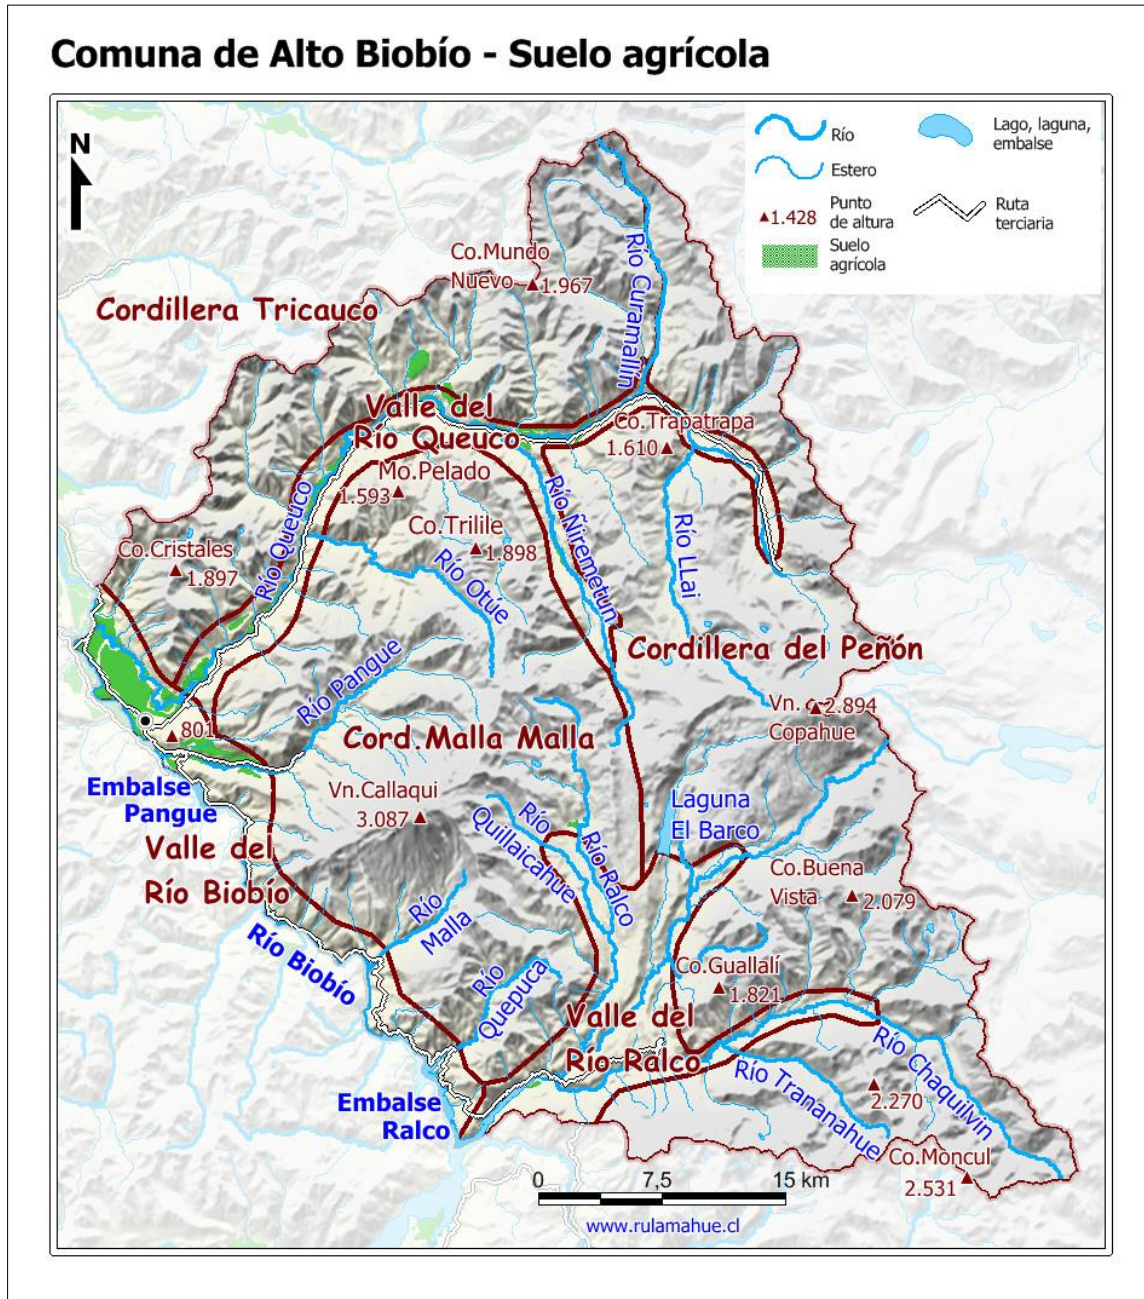 Comuna de Alto Biobío - Suelo agrícola
N
Río
Lago, laguna,
embalse
Estero
1.428
Punto
de altura
Ruta
terciaria
Suelo
agrícola
Co.Mundo
Nuevo
1.967
Río Curamallín
Cordillera Tricauco
Valle del
Río Queuco
Co.Trapatrapa
1.610
Mo.Pelado
1.593
Río Queuco
Co.Trilile
1.898
Río Ñiremetun
Río LLai
Co.Cristales
1.897
Río Otúe
Cordillera del Peñón
Río Pangue
Vn.
Copahue
2.894
801
Cord.Malla Malla
Embalse
Pangue
Vn.Callaqui
3.087
Laguna
El Barco
Río
Quillaicahue
Río Ralco
Valle del
Río Biobío
Co.Buena
Vista
2.079
Río
Malla
Río Biobío
Río
Quepuca
Co.Guallalí
1.821
Valle del
Río Ralco
Río Chaquilvin
Río Trananahue
2.270
Embalse
Ralco
Co.Moncul
2.531
0 7,5 15 km
www.rulamahue.cl